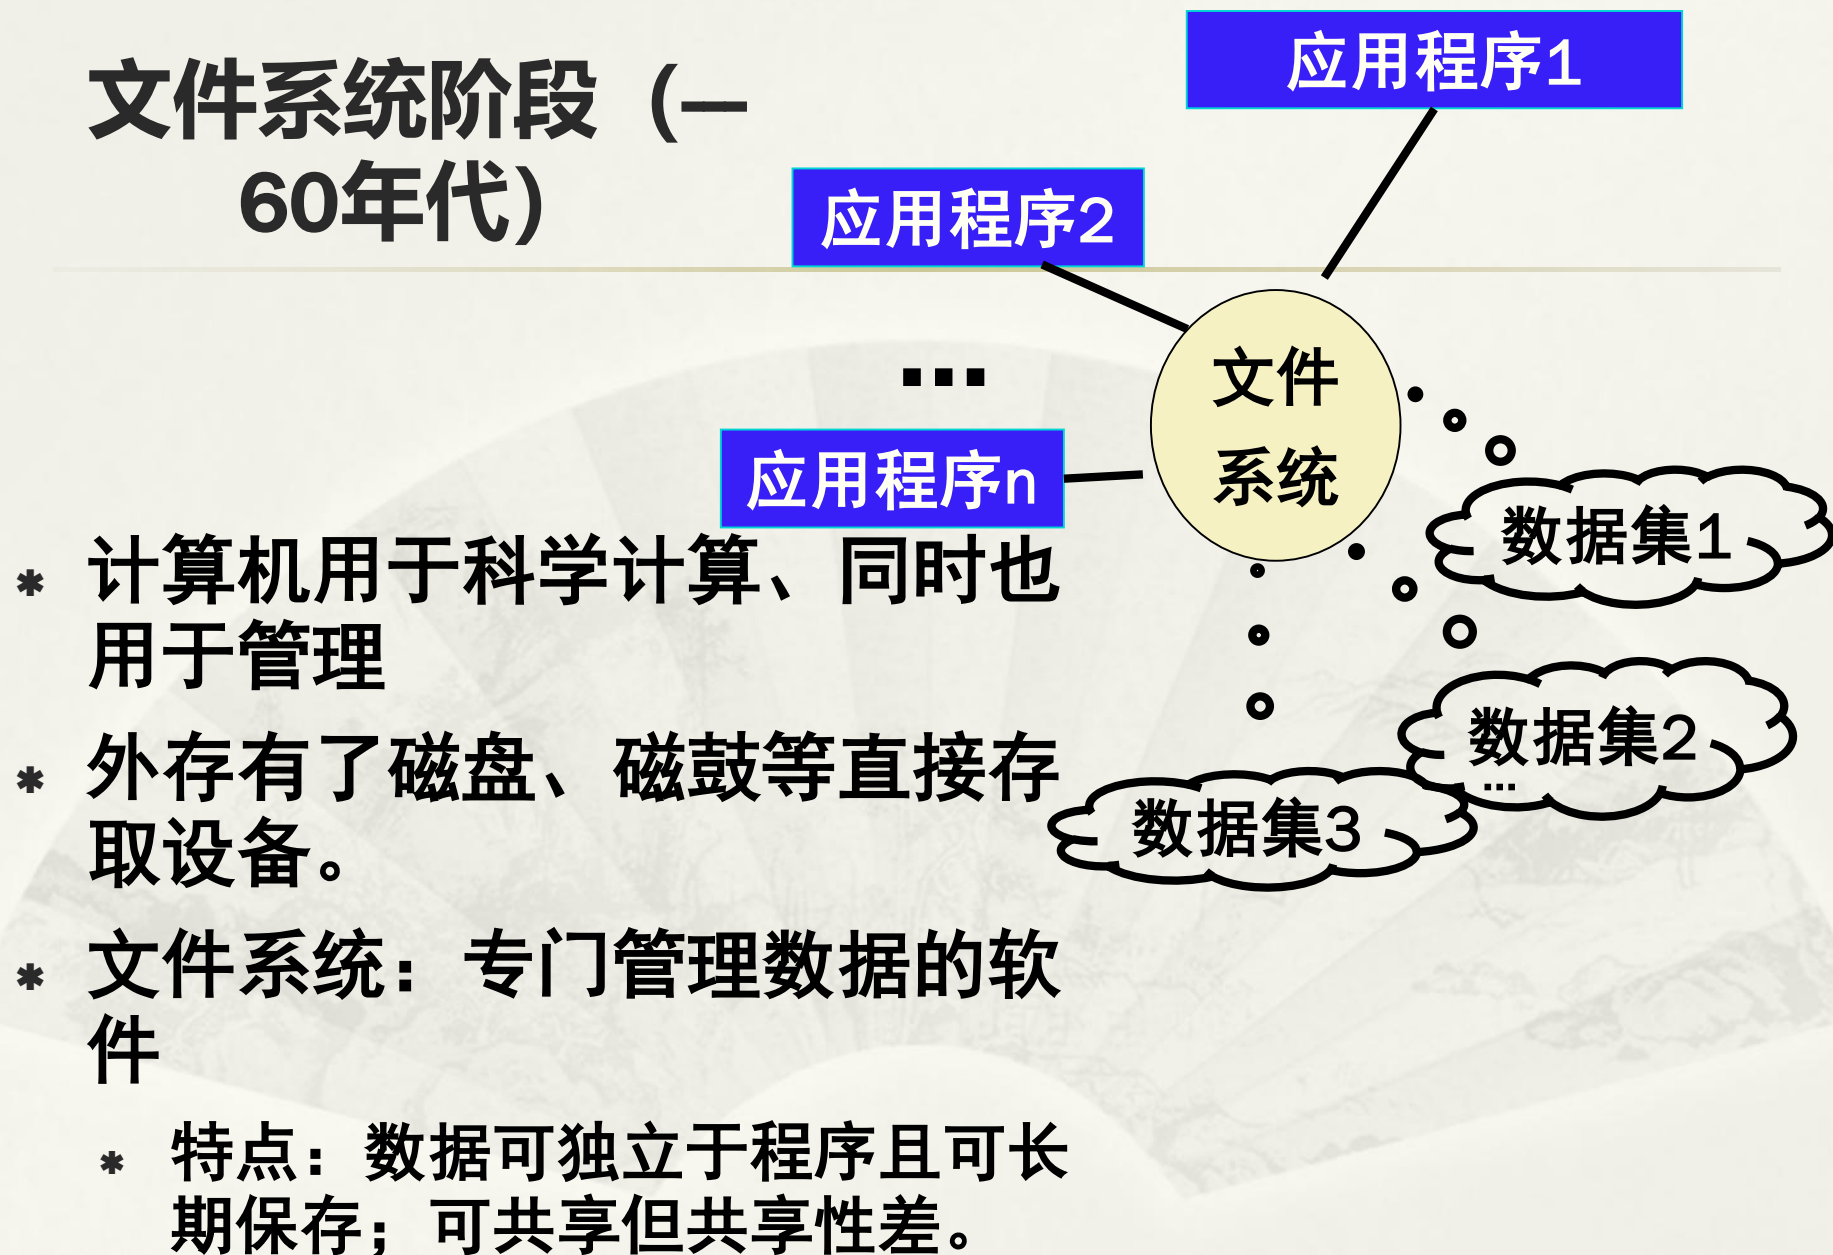 文件系统阶段（—
60年代）
应用程序1
应用程序2
…
应用程序n
文件
系统
数据集1
数据集2
…
数据集3
* 计算机用于科学计算、同时也
用于管理
* 外存有了磁盘、磁鼓等直接存
取设备。
* 文件系统：专门管理数据的软
件
* 特点：数据可独立于程序且可长
期保存；可共享但共享性差。